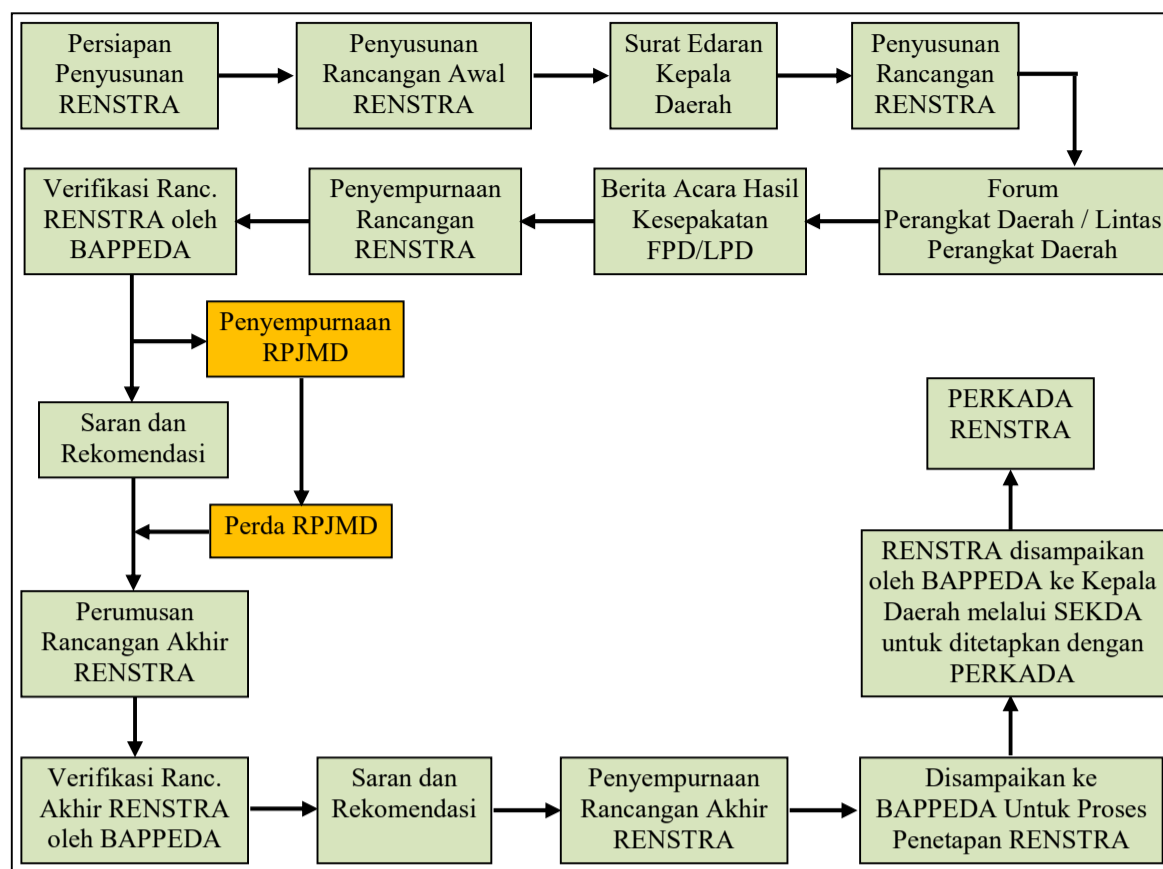 Persiapan
Penyusunan
RENSTRA
Penyusunan
Rancangan Awal
RENSTRA
Surat Edaran
Kepala
Daerah
Penyusunan
Rancangan
RENSTRA
Forum
Perangkat Daerah / Lintas
Perangkat Daerah
Berita Acara Hasil
Kesepakatan
FPD/LPD
Penyempurnaan
Rancangan
RENSTRA
Verifikasi Ranc.
RENSTRA oleh
BAPPEDA
Penyempurnaan
RPJMD
Saran dan
Rekomendasi
Perda RPJMD
Perumusan
Rancangan Akhir
RENSTRA
Verifikasi Ranc.
Akhir RENSTRA
oleh BAPPEDA
Saran dan
Rekomendasi
Penyempurnaan
Rancangan Akhir
RENSTRA
Disampaikan ke
BAPPEDA Untuk Proses
Penetapan RENSTRA
RENSTRA disampaikan
oleh BAPPEDA ke Kepala
Daerah melalui SEKDA
untuk ditetapkan dengan
PERKADA
PERKADA
RENSTRA